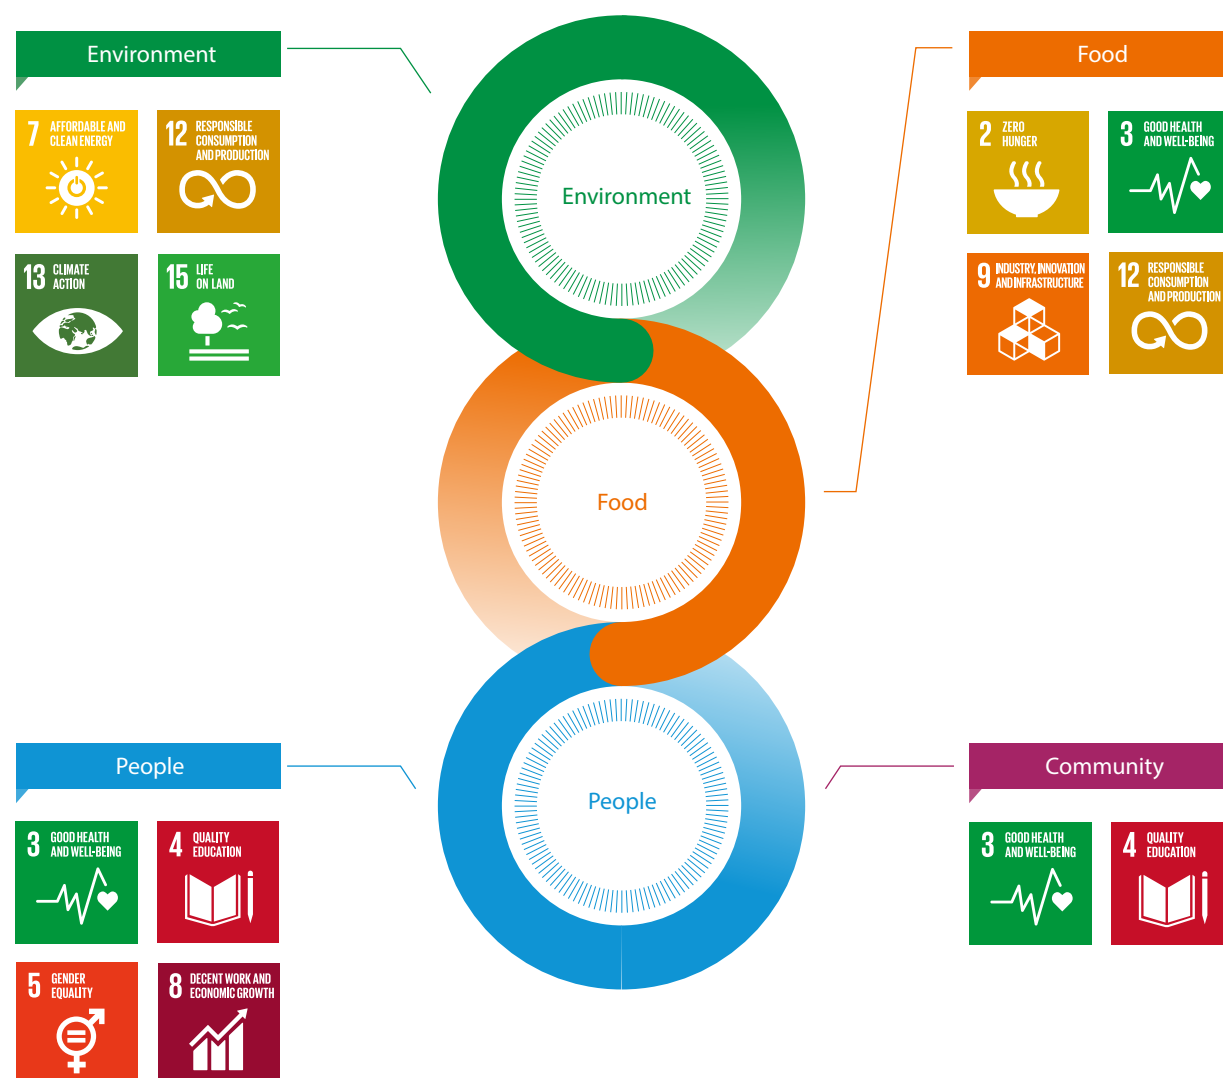 Environment
7 AFFORDABLE AND
CLEAN ENERGY
12 RESPONSIBLE
CONSUMPTION
AND PRODUCTION
13 CLIMATE
ACTION
15 LIFE
ON LAND
Environment
Food
People
Food
2 ZERO
HUNGER
3 GOOD HEALTH
AND WELL-BEING
9 INDUSTRY, INNOVATION
AND INFRASTRUCTURE
12 RESPONSIBLE
CONSUMPTION
AND PRODUCTION
People
3 GOOD HEALTH
AND WELL-BEING
4 QUALITY
EDUCATION
5 GENDER
EQUALITY
8 DECENT WORK AND
ECONOMIC GROWTH
Community
3 GOOD HEALTH
AND WELL-BEING
4 QUALITY
EDUCATION